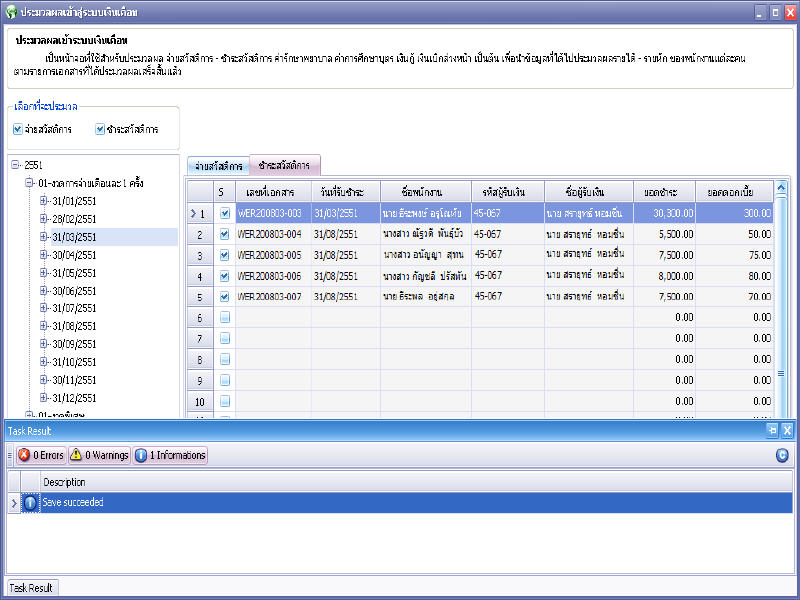 ประมวลผลเข้าสู่ระบบเงินเดือน
ประมวลผลเข้าระบบเงินเดือน
เป็นหน้าจอที่ใช้สำหรับประมวลผล จ่ายสวัสดิการ - ชำระสวัสดิการ ค่ารักษาพยาบาล ค่าการศึกษาบุตร เงินกู้ เงินเบิกล่วงหน้า เป็นต้น เพื่อนำข้อมูลที่ได้ไปประมวลผลรายได้ - รายหัก ของพนักงานแต่ละคน
ตามรายการเอกสารที่ได้ประมวลผลเสร็จสิ้นแล้ว
เลือกที่จะประมวล
จ่ายสวัสดิการ ชำระสวัสดิการ
2551
01-งวดการจ่ายเดือนละ 1 ครั้ง
31/01/2551
28/02/2551
31/03/2551
30/04/2551
31/05/2551
30/06/2551
31/07/2551
31/08/2551
30/09/2551
31/10/2551
30/11/2551
31/12/2551
01-งวดพิเศษ
จ่ายสวัสดิการ ชำระสวัสดิการ
S เลขที่เอกสาร วันที่รับชำระ ชื่อพนักงาน รหัสผู้รับเงิน ชื่อผู้รับเงิน ยอดชำระ ยอดดอกเบี้ย
1 WER200803-003 31/03/2551 นาย ธีระพงษ์ อรุโณทัย 45-067 นาย สรายุทธ์ หอมชื่น 30,300.00 300.00
2 WER200803-004 31/08/2551 นางสาว ณัฐวดี พันธุ์บัว 45-067 นาย สรายุทธ์ หอมชื่น 5,500.00 50.00
3 WER200803-005 31/08/2551 นางสาว อนัญญา สุทน 45-067 นาย สรายุทธ์ หอมชื่น 7,500.00 75.00
4 WER200803-006 31/08/2551 นางสาว กัญชลี ปรัสพันธ์ 45-067 นาย สรายุทธ์ หอมชื่น 8,000.00 80.00
5 WER200803-007 31/08/2551 นาย ธีระพล อยู่สกุล 45-067 นาย สรายุทธ์ หอมชื่น 7,500.00 70.00
6 0.00 0.00
7 0.00 0.00
8 0.00 0.00
9 0.00 0.00
10 0.00 0.00
Task Result
0 Errors 0 Warnings 1 Informations
Description
Save succeeded
Task Result